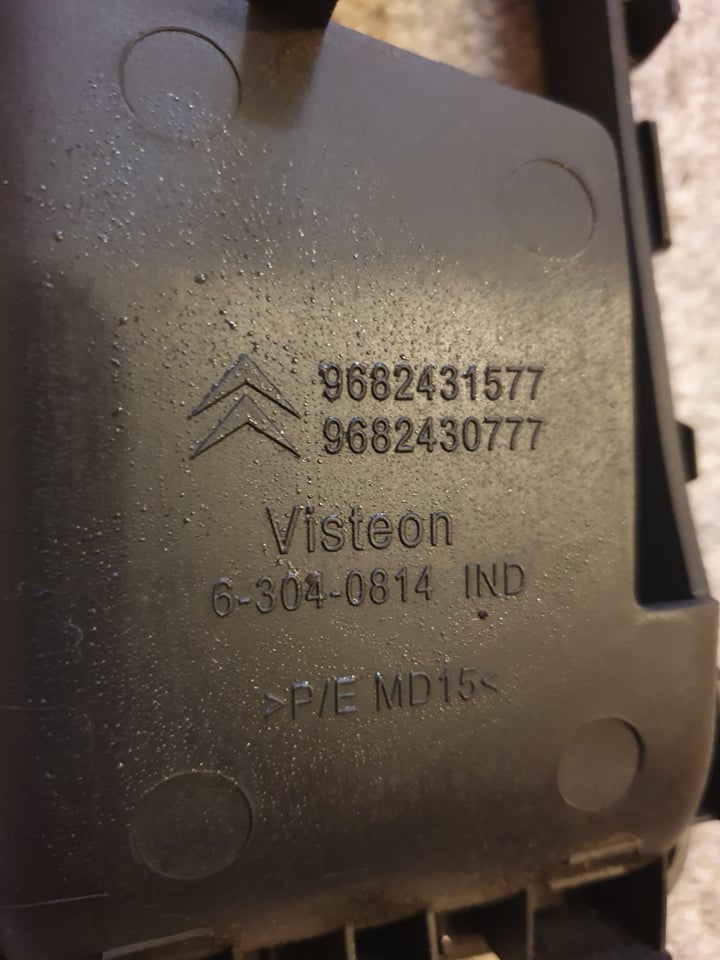 9682431577
9682430777
Visteon
6-304-0814 IND
>P/E MD15<